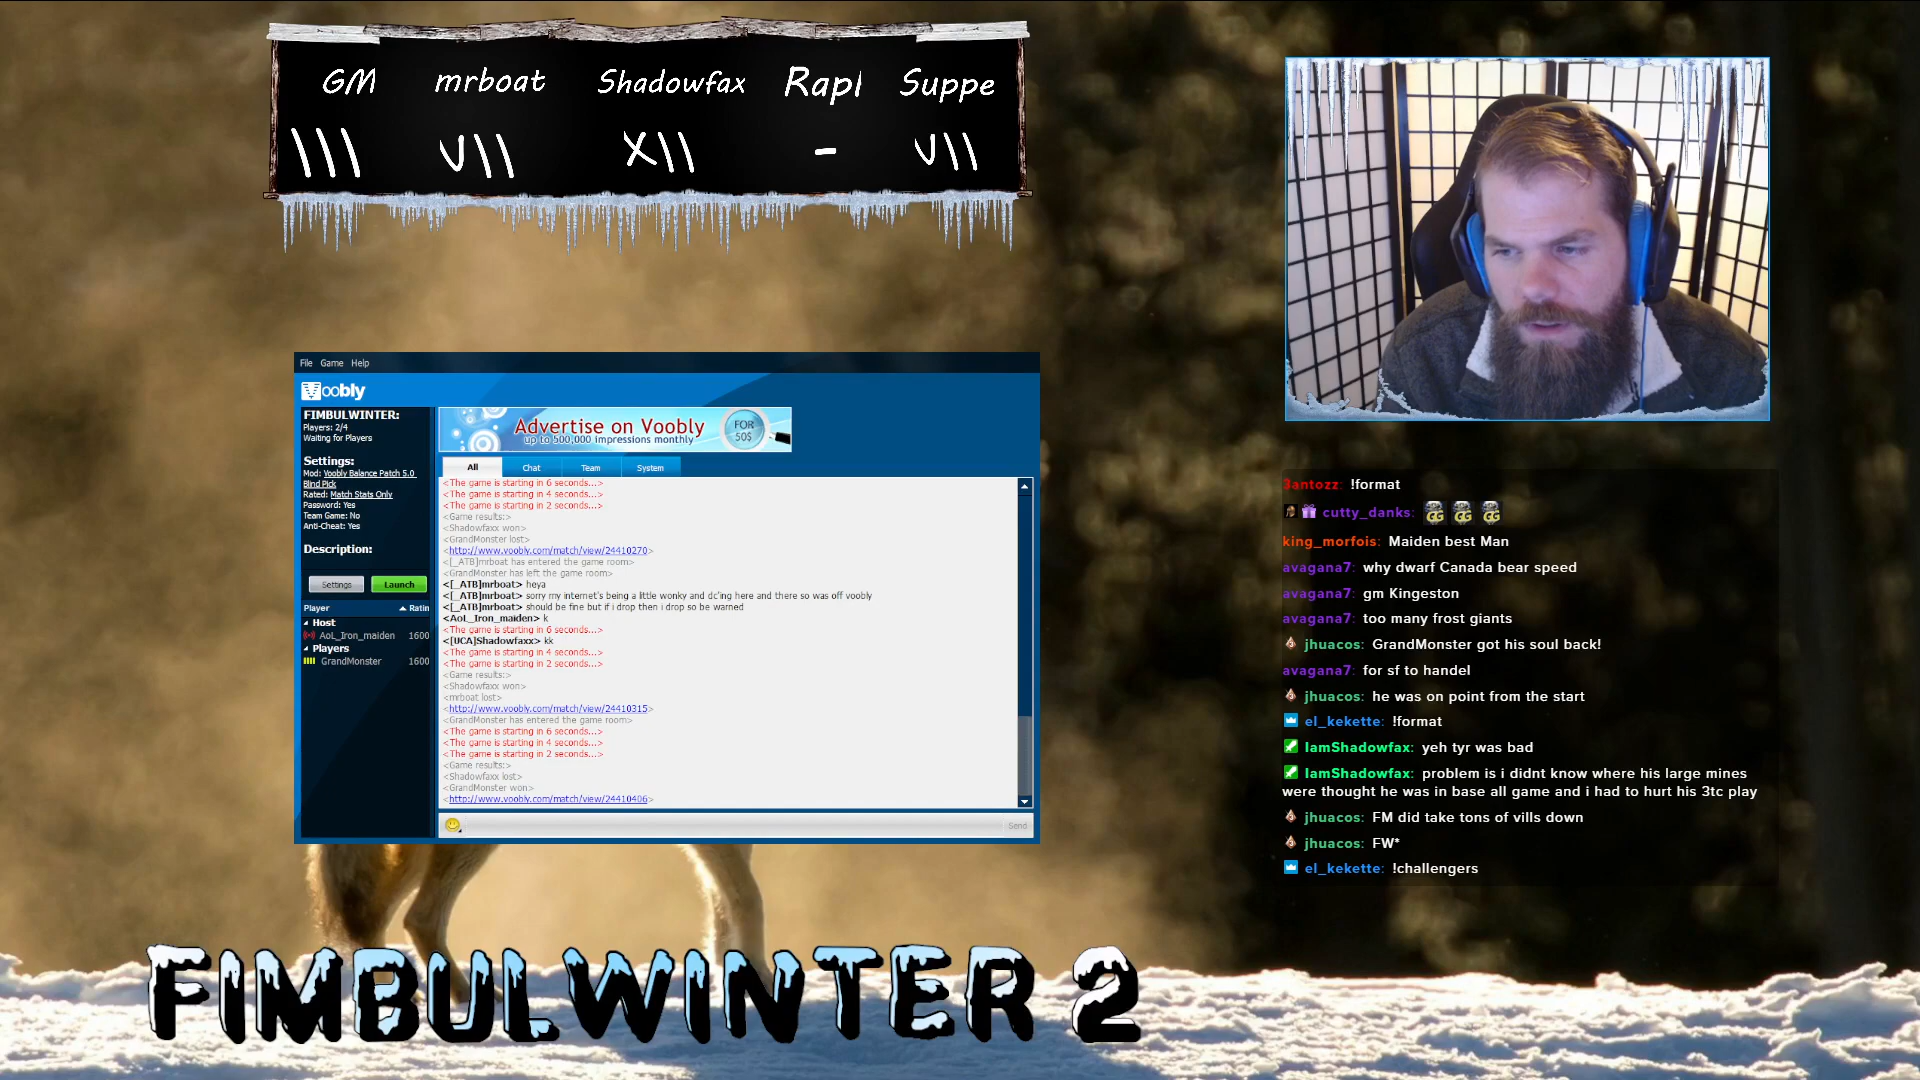 GM mrboat Shadowfax Rapl Suppe
\\\\ V\\ X\\ - V\\
File Game Help
Voobly
FIMBULWINTER:
Players: 2/4
Waiting for Players
Settings:
Mod: Voobly Balance Patch 5.0
Blind Pick
Rated: Match Stats Only
Password: Yes
Team Game: No
Anti-Cheat: Yes
Description:
Settings Launch
Player Ratin
Host
AoL_Iron_maiden 1600
Players
GrandMonster 1600
Advertise on Voobly
up to 500,000 impressions monthly
FOR
50$
All Chat Team System
<The game is starting in 6 seconds...>
<The game is starting in 4 seconds...>
<The game is starting in 2 seconds...>
<Game results:>
<Shadowfaxx won>
<GrandMonster lost>
<http://www.voobly.com/match/view/24410270>
<[_ATB]mrboat has entered the game room>
<GrandMonster has left the game room>
<[_ATB]mrboat> heya
<[_ATB]mrboat> sorry my internet's being a little wonky and dc'ing here and there so was off voobly
<[_ATB]mrboat> should be fine but if i drop then i drop so be warned
<AoL_Iron_maiden> k
<The game is starting in 6 seconds...>
<[UCA]Shadowfaxx> kk
<The game is starting in 4 seconds...>
<The game is starting in 2 seconds...>
<Game results:>
<Shadowfaxx won>
<mrboat lost>
<http://www.voobly.com/match/view/24410315>
<GrandMonster has entered the game room>
<The game is starting in 6 seconds...>
<The game is starting in 4 seconds...>
<The game is starting in 2 seconds...>
<Game results:>
<Shadowfaxx lost>
<GrandMonster won>
<http://www.voobly.com/match/view/24410406>
Send
3antozz: !format
cutty_danks: GG GG GG
king_morfois: Maiden best Man
avagana7: why dwarf Canada bear speed
avagana7: gm Kingeston
avagana7: too many frost giants
jhuacos: GrandMonster got his soul back!
avagana7: for sf to handel
jhuacos: he was on point from the start
el_kekette: !format
IamShadowfax: yeh tyr was bad
IamShadowfax: problem is i didnt know where his large mines
were thought he was in base all game and i had to hurt his 3tc play
jhuacos: FM did take tons of vills down
jhuacos: FW*
el_kekette: !challengers
FIMBULWINTER 2